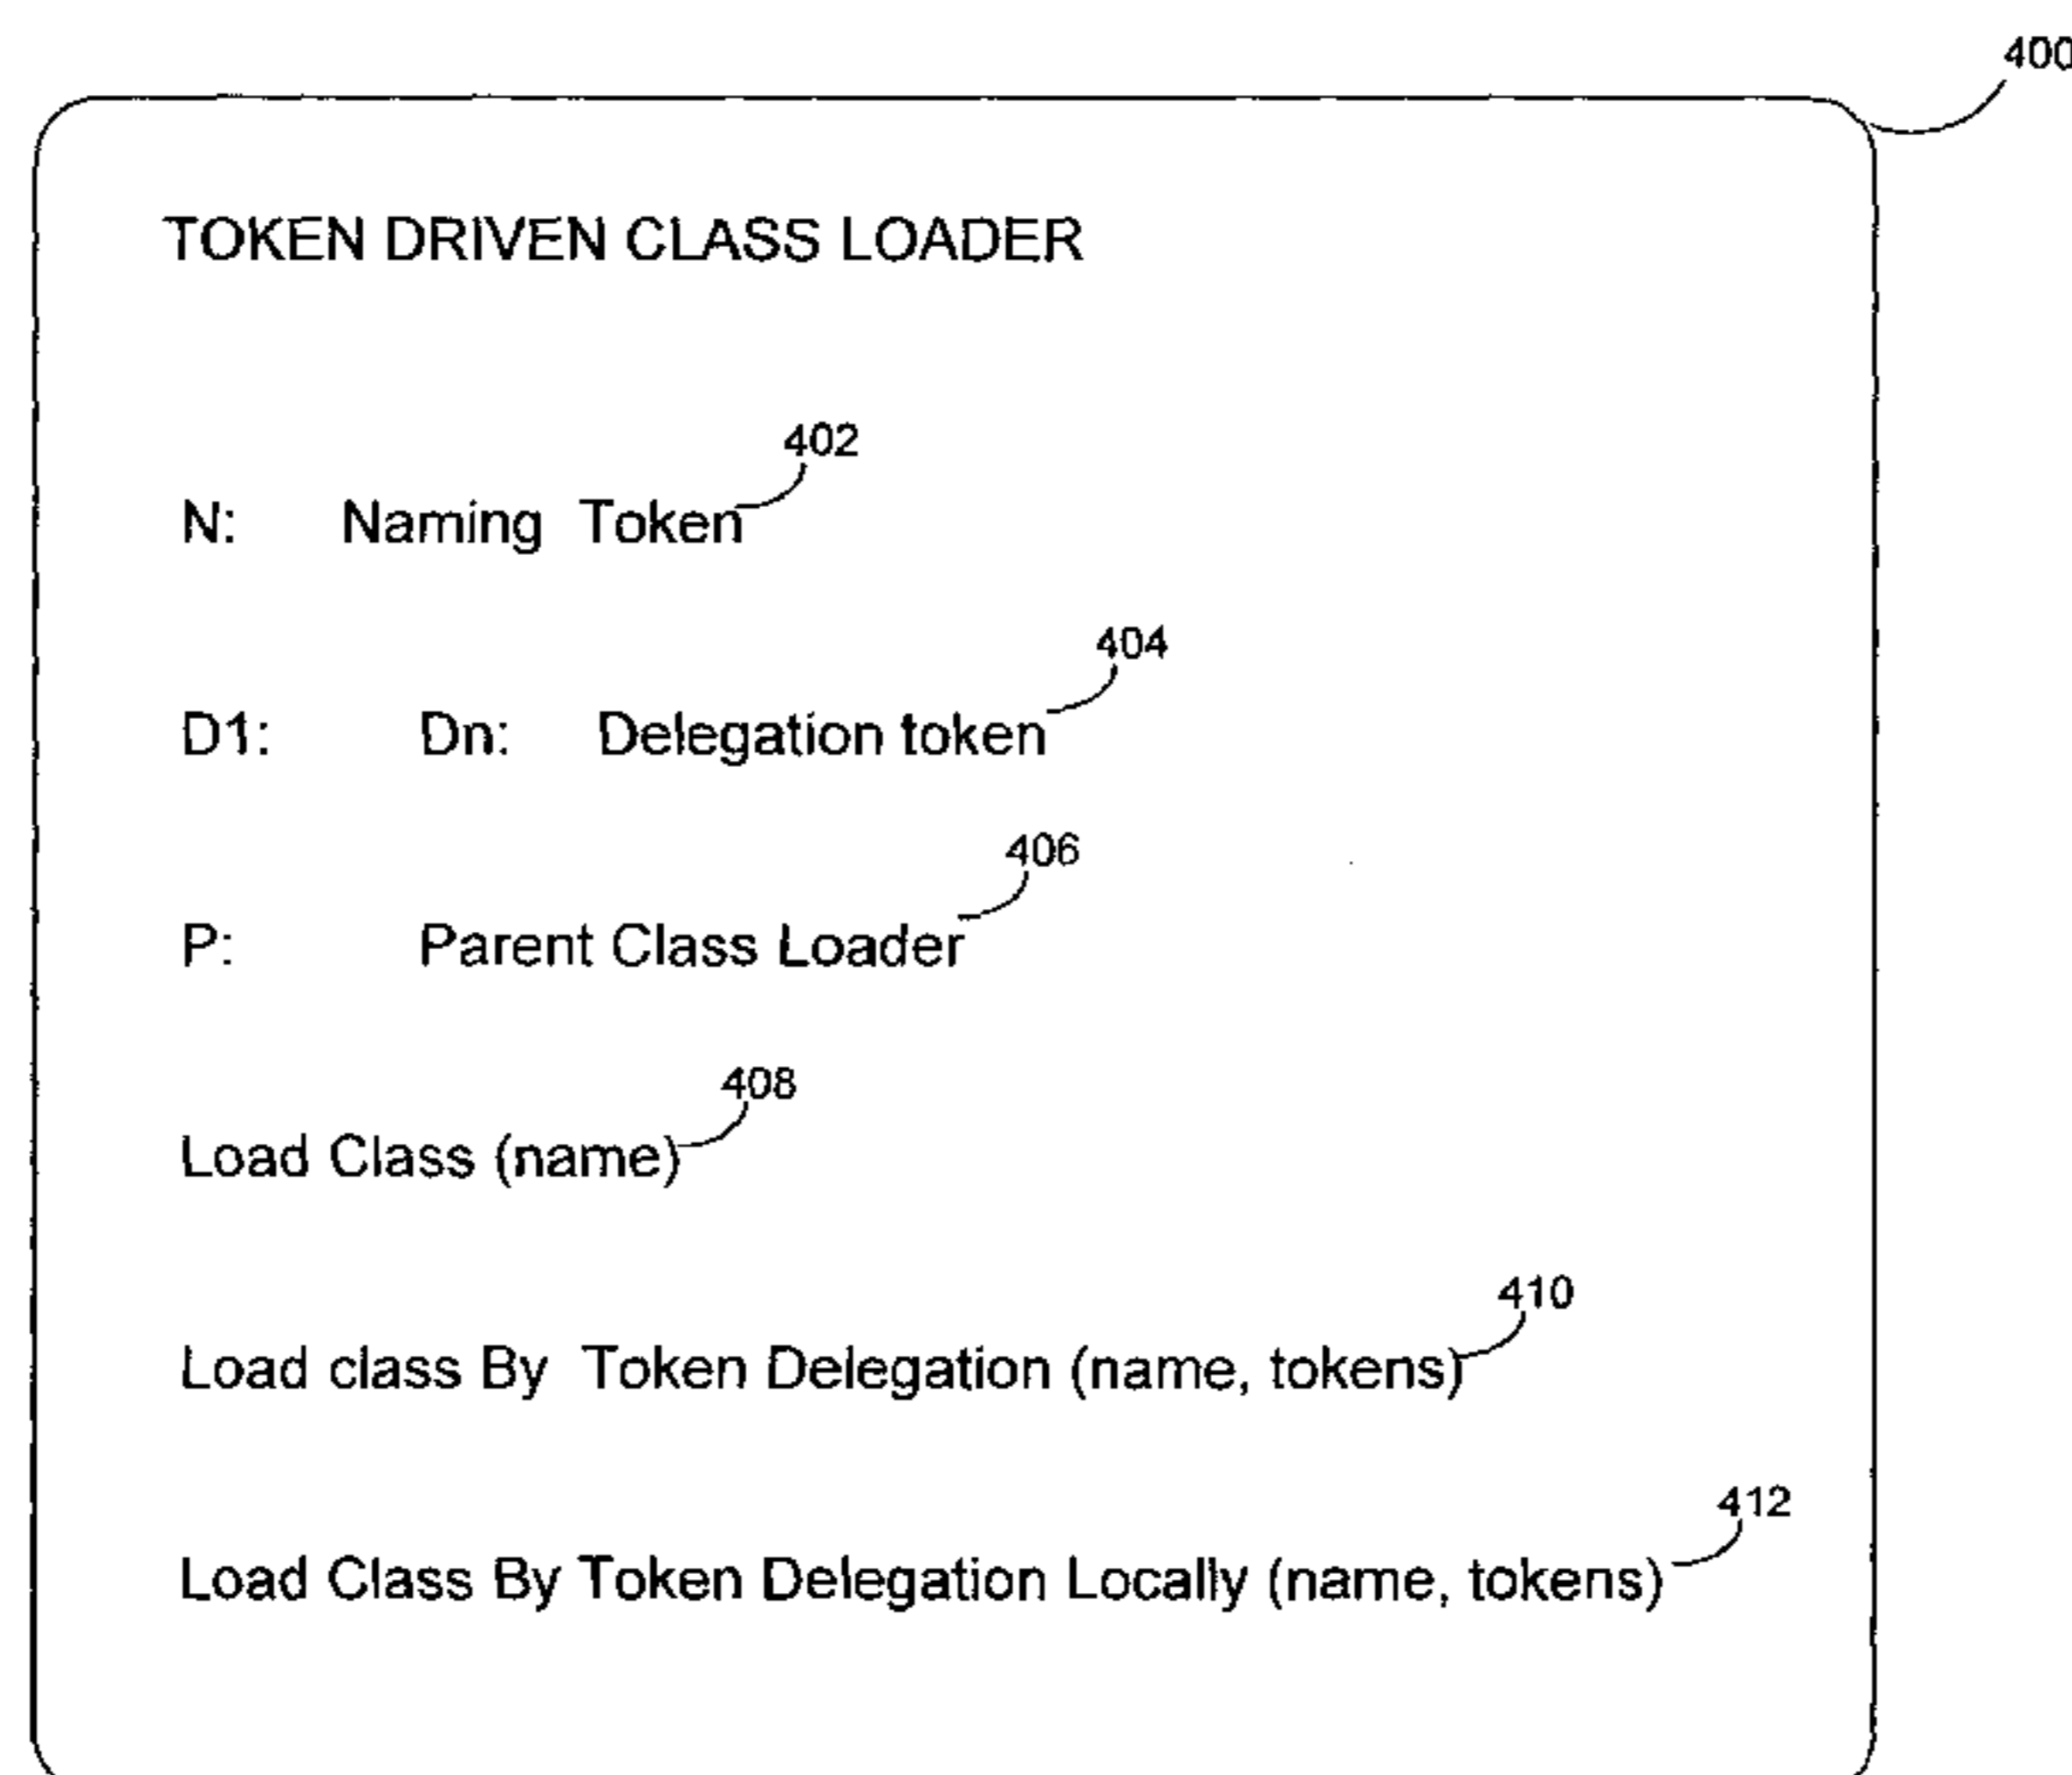 400
TOKEN DRIVEN CLASS LOADER
402
N: Naming Token
404
D1: Dn: Delegation token
406
P: Parent Class Loader
408
Load Class (name)
410
Load class By Token Delegation (name, tokens)
412
Load Class By Token Delegation Locally (name, tokens)